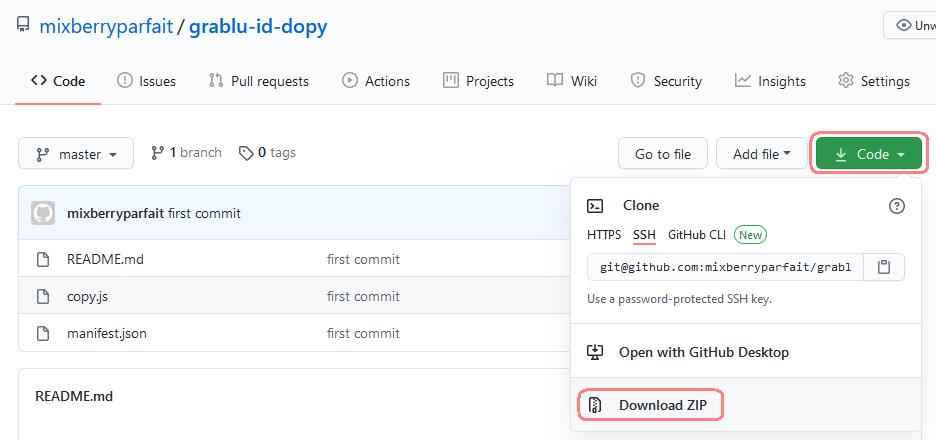 mixberryparfait / grablu-id-dopy Unw
Code Issues Pull requests Actions Projects Wiki Security Insights Settings
master 1 branch 0 tags Go to file Add file Code
mixberryparfait first commit
README.md first commit
copy.js first commit
manifest.json first commit
README.md
Clone
HTTPS SSH GitHub CLI New
git@github.com:mixberryparfait/grabl
Use a password-protected SSH key.
Open with GitHub Desktop
Download ZIP